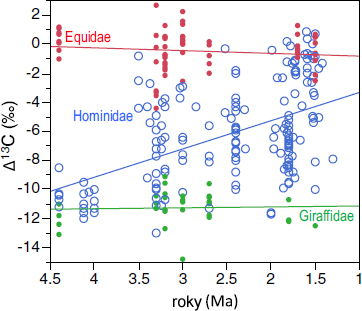 2
0
-2
-4
-6
-8
-10
-12
-14
Δ¹³C (‰)
Equidae
Hominidae
Giraffidae
4.5 4 3.5 3 2.5 2 1.5 1
roky (Ma)